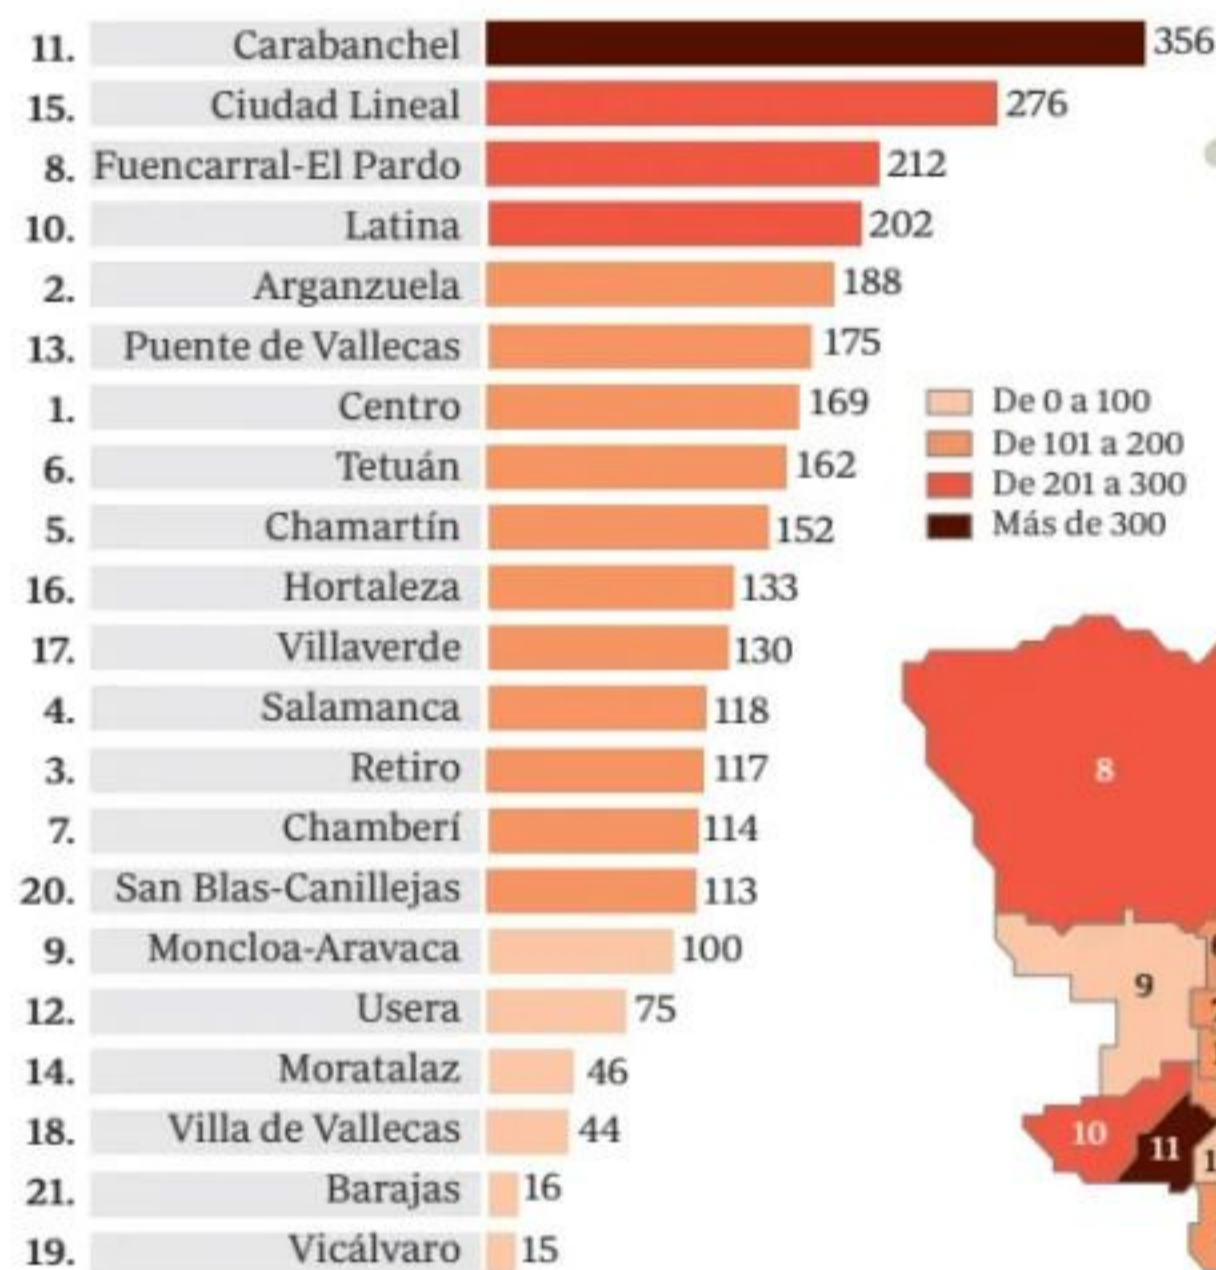 11. Carabanchel 356
15. Ciudad Lineal 276
8. Fuencarral-El Pardo 212
10. Latina 202
2. Arganzuela 188
13. Puente de Vallecas 175
1. Centro 169
6. Tetuán 162
5. Chamartín 152
16. Hortaleza 133
17. Villaverde 130
4. Salamanca 118
3. Retiro 117
7. Chamberí 114
20. San Blas-Canillejas 113
9. Moncloa-Aravaca 100
12. Usera 75
14. Moratalaz 46
18. Villa de Vallecas 44
21. Barajas 16
19. Vicálvaro 15
De 0 a 100
De 101 a 200
De 201 a 300
Más de 300
8
9
10
11